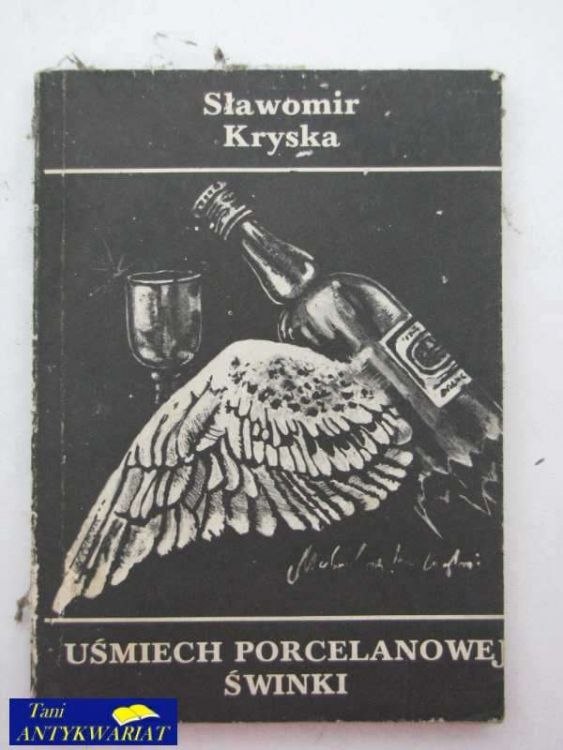 Sławomir
Kryska
UŚMIECH PORCELANOWEJ
ŚWINKI
Tani
ANTYKWARIAT